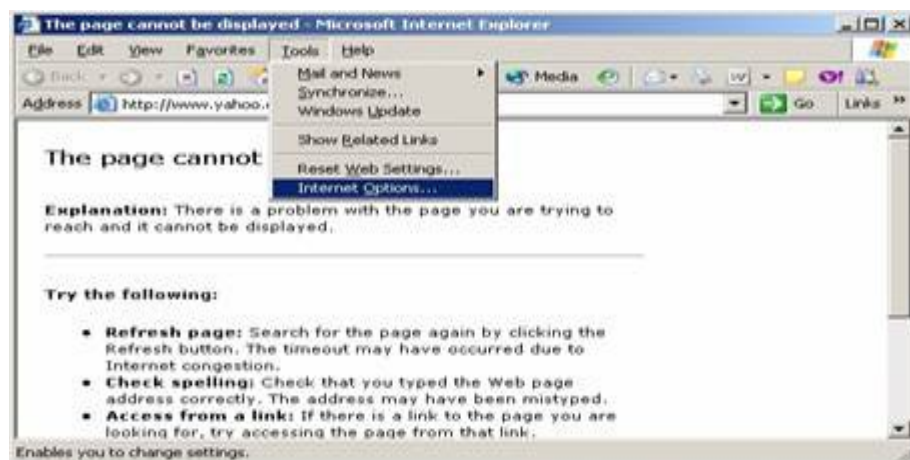 The page cannot be displayed - Microsoft Internet Explorer
File Edit View Favorites Tools Help
Back Media
Address http://www.yahoo. Go Links
Mail and News
Synchronize...
Windows Update
Show Related Links
Reset Web Settings...
Internet Options...
The page cannot
Explanation: There is a problem with the page you are trying to
reach and it cannot be displayed.
Try the following:
Refresh page: Search for the page again by clicking the
Refresh button. The timeout may have occurred due to
Internet congestion.
Check spelling: Check that you typed the Web page
address correctly. The address may have been mistyped.
Access from a link: If there is a link to the page you are
looking for, try accessing the page from that link.
Enables you to change settings.